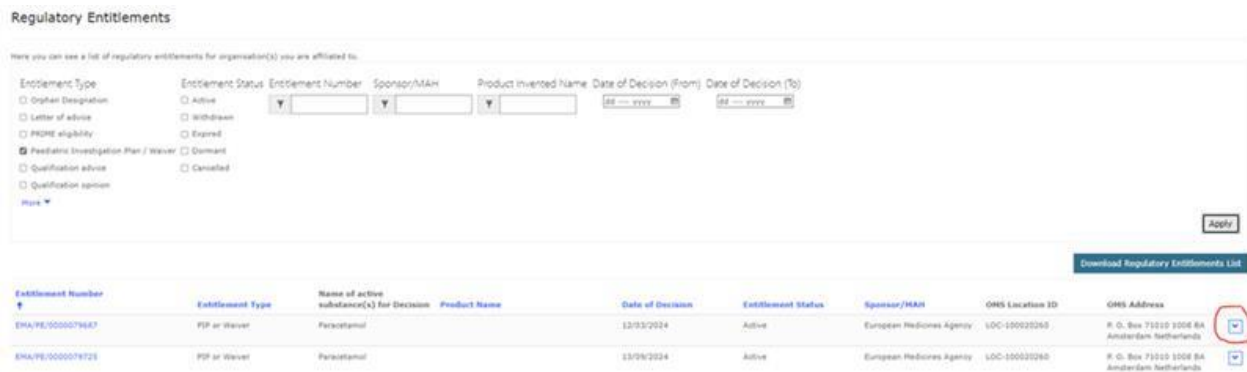 Regulatory Entitlements
Here you can see a list of regulatory entitlements for organisation(s) you are affiliated to.
Entitlement Type Entitlement Status Entitlement Number Sponsor/MAH Product Invented Name Date of Decision (From) Date of Decision (To)
Orphan Designation Active dd --- yyyy dd --- yyyy
Letter of advice Withdrawn
PRIME eligibility Expired
Paediatric Investigation Plan / Waiver Dormant
Qualification advice Cancelled
Qualification opinion
More
Apply
Download Regulatory Entitlements List
Entitlement Number Entitlement Type Name of active substance(s) for Decision Product Name Date of Decision Entitlement Status Sponsor/MAH OMS Location ID OMS Address
EMA/PE/0000079687 PIP or Waiver Paracetamol 12/03/2024 Active European Medicines Agency LOC-100020260 P. O. Box 71010 1008 BA
Amsterdam Netherlands
EMA/PE/0000079725 PIP or Waiver Paracetamol 13/09/2024 Active European Medicines Agency LOC-100020260 P. O. Box 71010 1008 BA
Amsterdam Netherlands